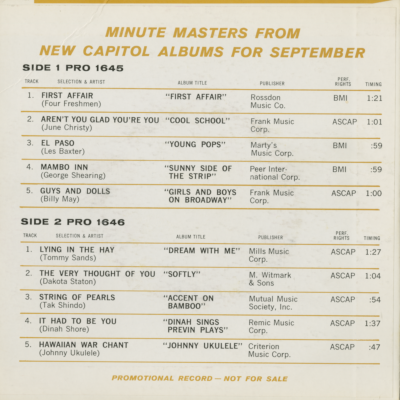 MINUTE MASTERS FROM
NEW CAPITOL ALBUMS FOR SEPTEMBER
SIDE 1 PRO 1645
TRACK SELECTION & ARTIST ALBUM TITLE PUBLISHER PERF. RIGHTS TIMING
1. FIRST AFFAIR "FIRST AFFAIR" Rossdon BMI 1:21
(Four Freshmen) Music Co.
2. AREN'T YOU GLAD YOU'RE YOU "COOL SCHOOL" Frank Music ASCAP 1:01
(June Christy) Corp.
3. EL PASO "YOUNG POPS" Marty's BMI :59
(Les Baxter) Music Corp.
4. MAMBO INN "SUNNY SIDE OF Peer Inter- BMI :59
(George Shearing) THE STRIP" national Corp.
5. GUYS AND DOLLS "GIRLS AND BOYS Frank Music ASCAP 1:00
(Billy May) ON BROADWAY" Corp.
SIDE 2 PRO 1646
TRACK SELECTION & ARTIST ALBUM TITLE PUBLISHER PERF. RIGHTS TIMING
1. LYING IN THE HAY "DREAM WITH ME" Mills Music ASCAP 1:27
(Tommy Sands) Corp.
2. THE VERY THOUGHT OF YOU "SOFTLY" M. Witmark ASCAP 1:04
(Dakota Staton) & Sons
3. STRING OF PEARLS "ACCENT ON Mutual Music ASCAP :54
(Tak Shindo) BAMBOO" Society, Inc.
4. IT HAD TO BE YOU "DINAH SINGS Remic Music ASCAP 1:37
(Dinah Shore) PREVIN PLAYS" Corp.
5. HAWAIIAN WAR CHANT "JOHNNY UKULELE" Criterion ASCAP :47
(Johnny Ukulele) Music Corp.
PROMOTIONAL RECORD — NOT FOR SALE